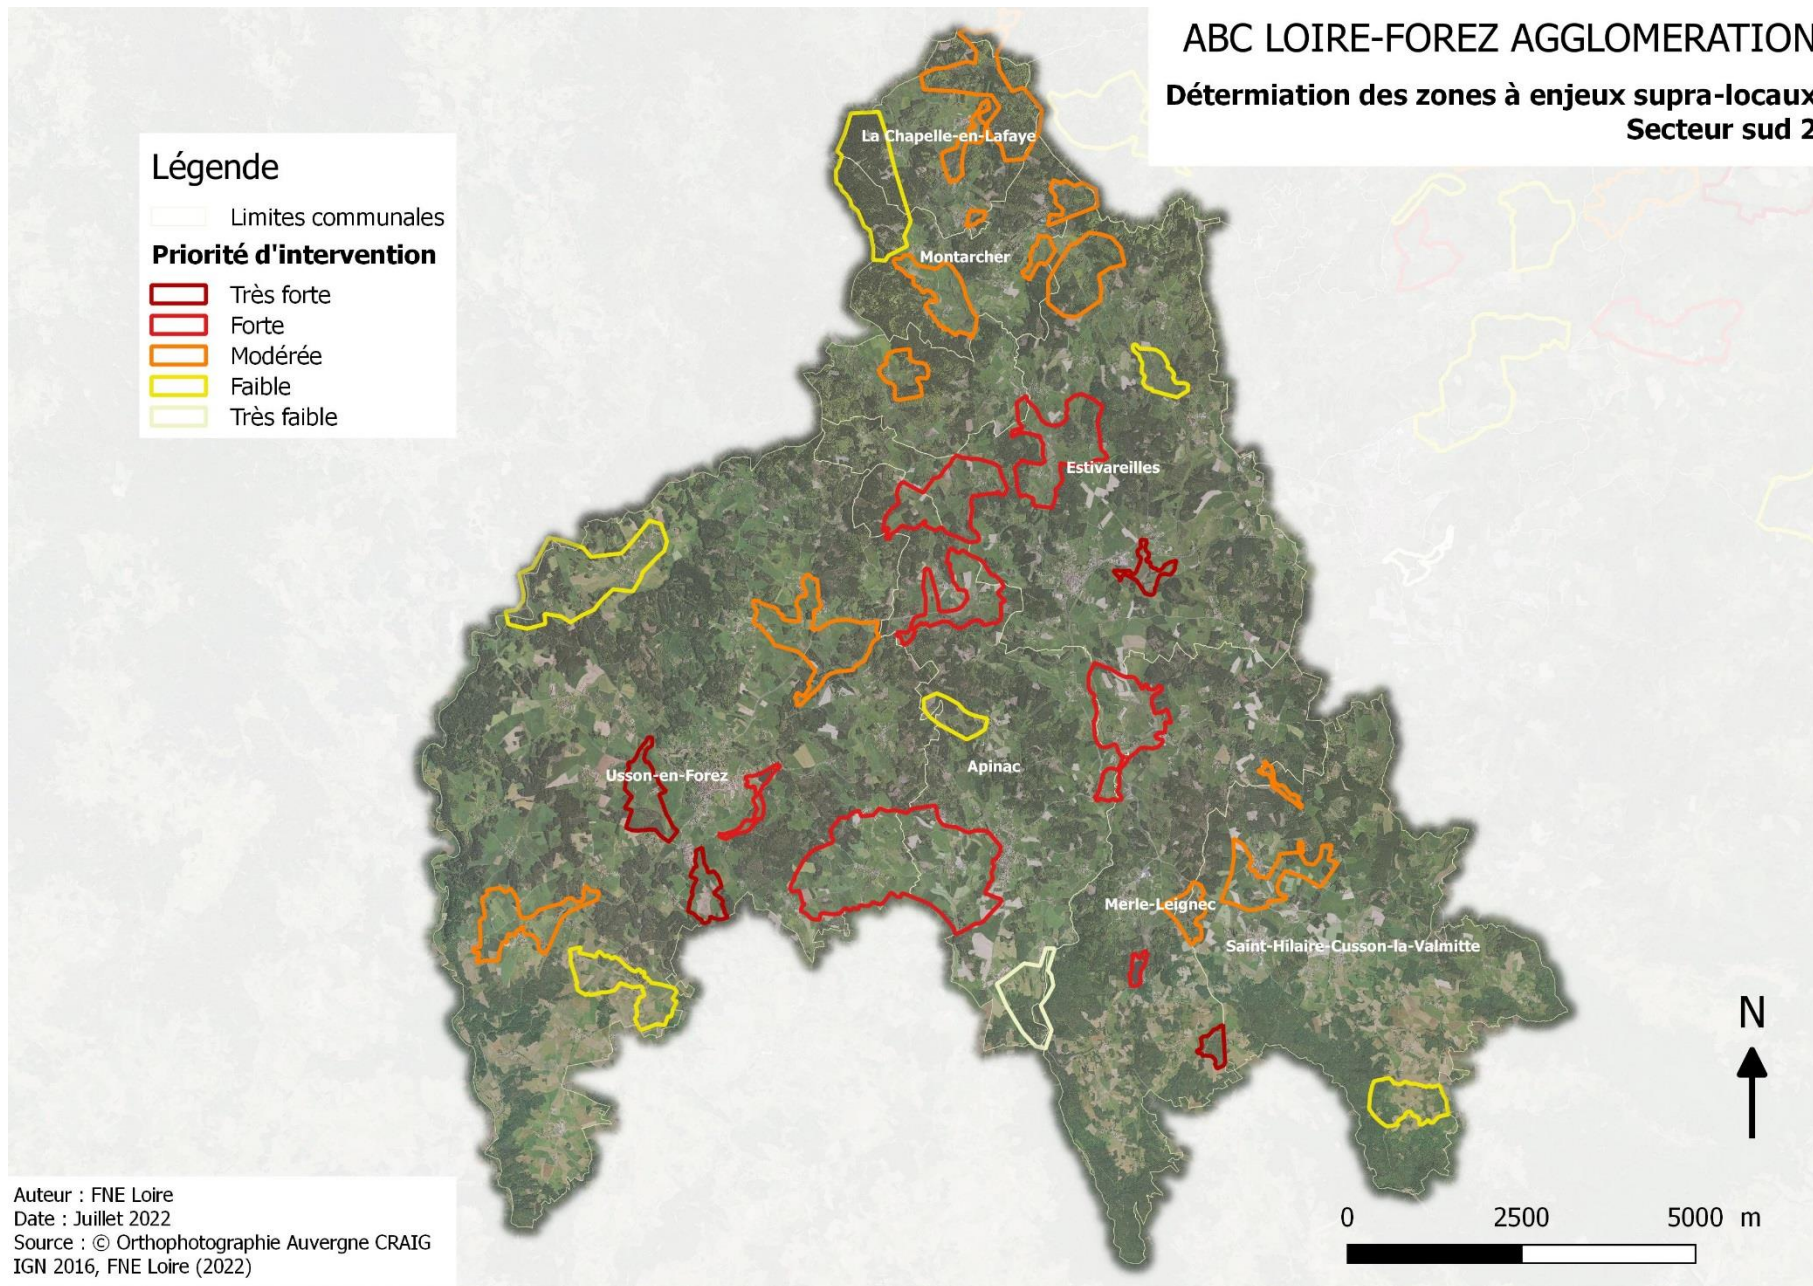 ABC LOIRE-FOREZ AGGLOMERATION
Détermiation des zones à enjeux supra-locaux
Secteur sud 2
Légende
Limites communales
Priorité d'intervention
Très forte
Forte
Modérée
Faible
Très faible
La Chapelle-en-Lafaye
Montarcher
Estivareilles
Usson-en-Forez
Apinac
Merle-Leignec
Saint-Hilaire-Cusson-la-Valmitte
N
0 2500 5000 m
Auteur : FNE Loire
Date : Juillet 2022
Source : © Orthophotographie Auvergne CRAIG
IGN 2016, FNE Loire (2022)